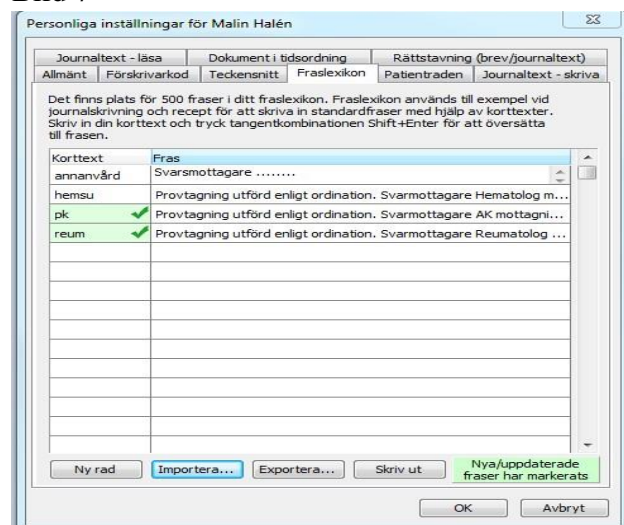 Personliga inställningar för Malin Halén
Journaltext - läsa Dokument i tidsordning Rättstavning (brev/journaltext)
Allmänt Förskrivarkod Teckensnitt Fraslexikon Patientraden Journaltext - skriva
Det finns plats för 500 fraser i ditt fraslexikon. Fraslexikon används till exempel vid
journalskrivning och recept för att skriva in standardfraser med hjälp av korttexter.
Skriv in din korttext och tryck tangentkombinationen Shift+Enter för att översätta
till frasen.
Korttext Fras
annanvård Svarsmottagare ........
hemsu Provtagning utförd enligt ordination. Svarmottagare Hematolog m...
pk Provtagning utförd enligt ordination. Svarmottagare AK mottagni...
reum Provtagning utförd enligt ordination. Svarmottagare Reumatolog ...
Ny rad Importera... Exportera... Skriv ut Nya/uppdaterade
fraser har markerats
OK Avbryt